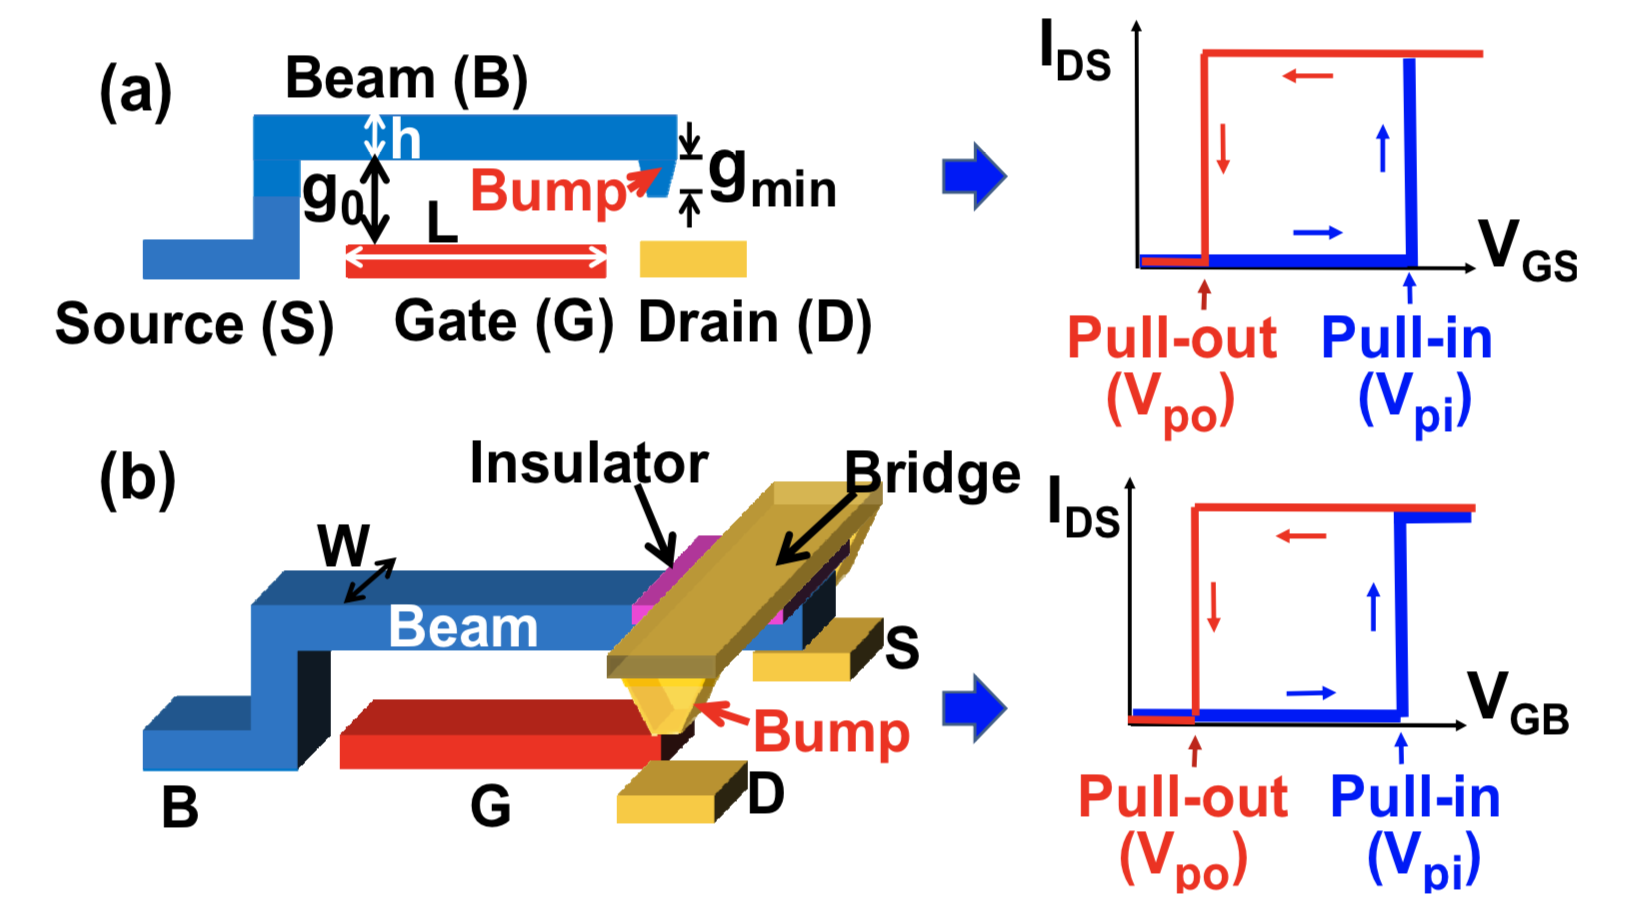 (a)
Beam (B)
h
g0
L
Bump
gmin
Source (S)
Gate (G)
Drain (D)
IDS
VGS
Pull-out
(Vpo)
Pull-in
(Vpi)
(b)
Insulator
Bridge
W
Beam
S
Bump
B
G
D
IDS
VGB
Pull-out
(Vpo)
Pull-in
(Vpi)